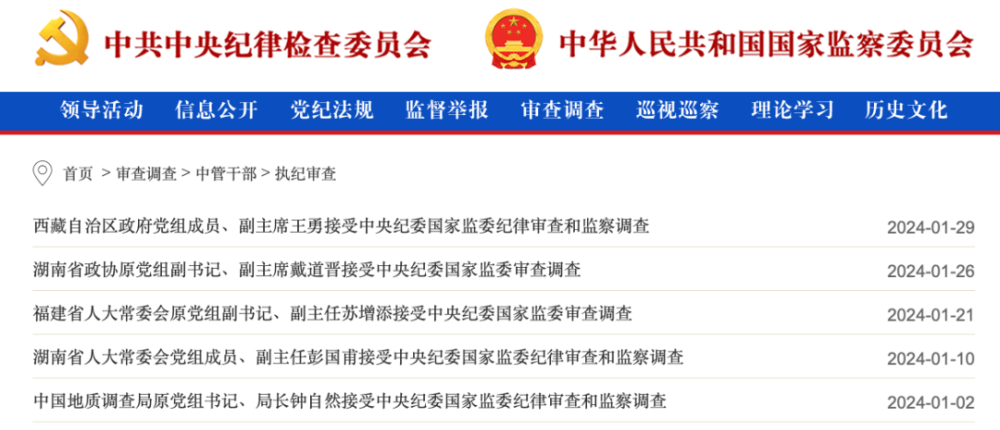 中共中央纪律检查委员会 中华人民共和国国家监察委员会
领导活动 信息公开 党纪法规 监督举报 审查调查 巡视巡察 理论学习 历史文化
首页 > 审查调查 > 中管干部 > 执纪审查
西藏自治区政府党组成员、副主席王勇接受中央纪委国家监委纪律审查和监察调查 2024-01-29
湖南省政协原党组副书记、副主席戴道晋接受中央纪委国家监委审查调查 2024-01-26
福建省人大常委会原党组副书记、副主任苏增添接受中央纪委国家监委审查调查 2024-01-21
湖南省人大常委会党组成员、副主任彭国甫接受中央纪委国家监委纪律审查和监察调查 2024-01-10
中国地质调查局原党组书记、局长钟自然接受中央纪委国家监委纪律审查和监察调查 2024-01-02